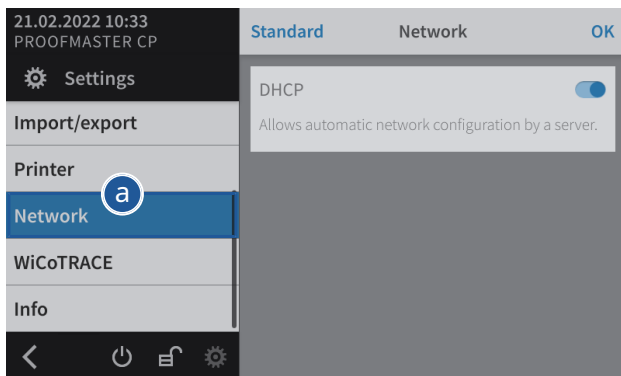 21.02.2022 10:33
PROOFMASTER CP
Settings
Import/export
Printer
a
Network
WiCoTRACE
Info
Standard Network OK
DHCP
Allows automatic network configuration by a server.